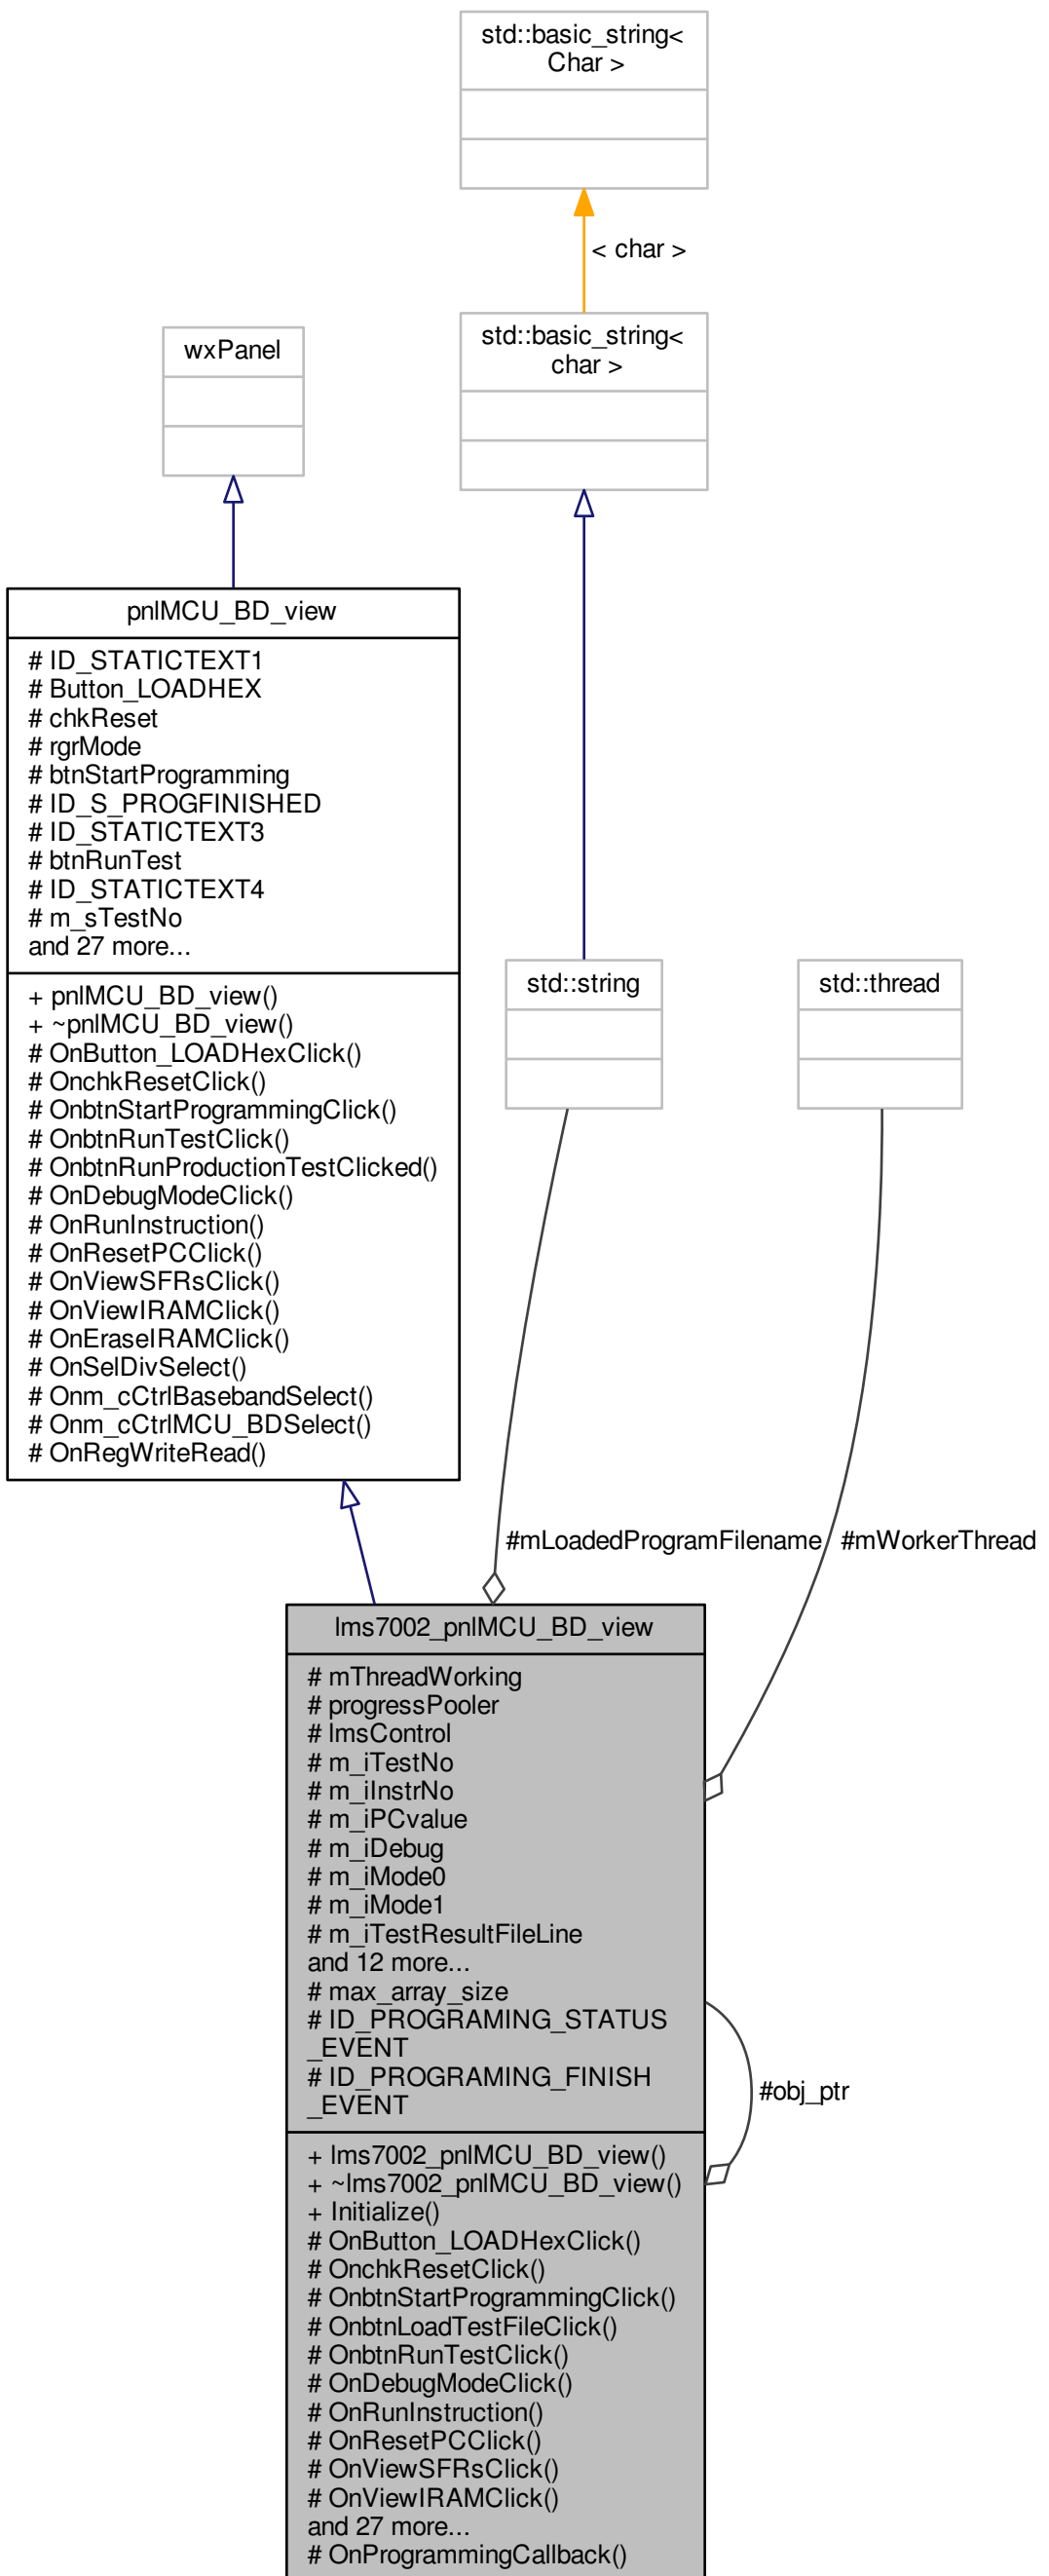 std::basic_string<
Char >
< char >
std::basic_string<
char >
wxPanel
pnlMCU_BD_view
# ID_STATICTEXT1
# Button_LOADHEX
# chkReset
# rgrMode
# btnStartProgramming
# ID_S_PROGFINISHED
# ID_STATICTEXT3
# btnRunTest
# ID_STATICTEXT4
# m_sTestNo
and 27 more...
+ pnlMCU_BD_view()
+ ~pnlMCU_BD_view()
# OnButton_LOADHexClick()
# OnchkResetClick()
# OnbtnStartProgrammingClick()
# OnbtnRunTestClick()
# OnbtnRunProductionTestClicked()
# OnDebugModeClick()
# OnRunInstruction()
# OnResetPCClick()
# OnViewSFRsClick()
# OnViewIRAMClick()
# OnEraseIRAMClick()
# OnSelDivSelect()
# Onm_cCtrlBasebandSelect()
# Onm_cCtrlMCU_BDSelect()
# OnRegWriteRead()
std::string
std::thread
#mLoadedProgramFilename
#mWorkerThread
lms7002_pnlMCU_BD_view
# mThreadWorking
# progressPooler
# lmsControl
# m_iTestNo
# m_iInstrNo
# m_iPCvalue
# m_iDebug
# m_iMode0
# m_iMode1
# m_iTestResultFileLine
and 12 more...
# max_array_size
# ID_PROGRAMING_STATUS
_EVENT
# ID_PROGRAMING_FINISH
_EVENT
#obj_ptr
+ lms7002_pnlMCU_BD_view()
+ ~lms7002_pnlMCU_BD_view()
+ Initialize()
# OnButton_LOADHexClick()
# OnchkResetClick()
# OnbtnStartProgrammingClick()
# OnbtnLoadTestFileClick()
# OnbtnRunTestClick()
# OnDebugModeClick()
# OnRunInstruction()
# OnResetPCClick()
# OnViewSFRsClick()
# OnViewIRAMClick()
and 27 more...
# OnProgrammingCallback()